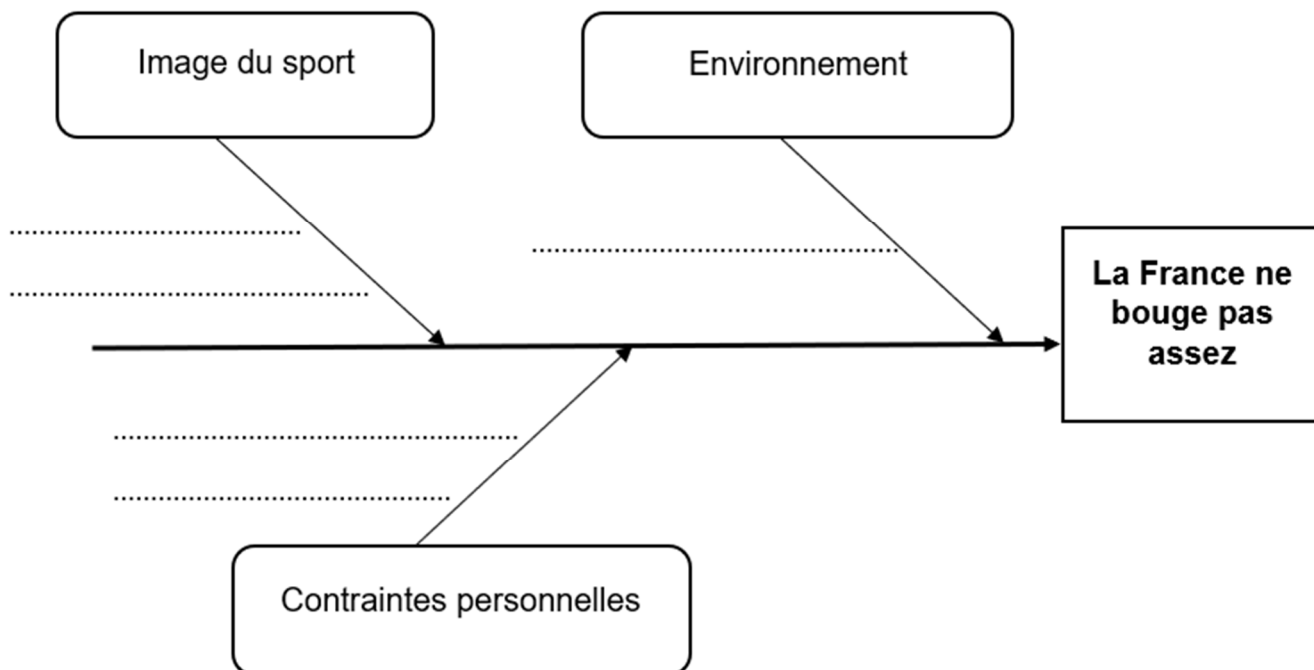 Image du sport
Environnement
La France ne
bouge pas
assez
Contraintes personnelles